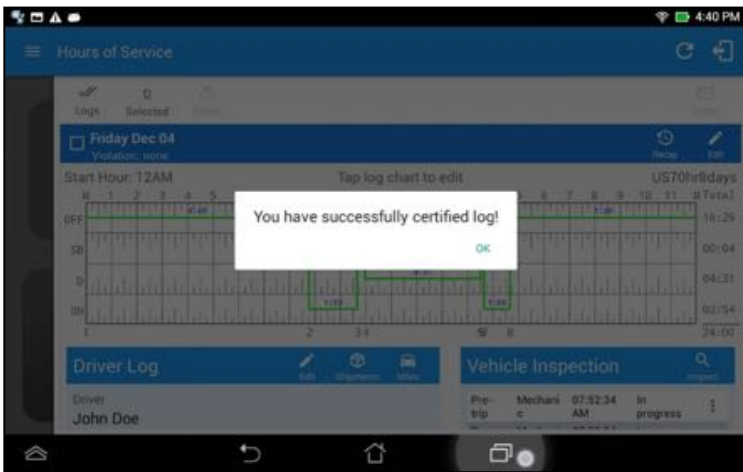 4:40 PM
Hours of Service
Logs
0
Selected
Friday Dec 04
Violation: none
Recap
Edit
Start Hour: 12AM
Tap log chart to edit
US70hr8days
OFF
SB
D
ON
Total
16:29
00:04
04:31
02:54
24:00
You have successfully certified log!
OK
Driver Log
Edit
Shipments
Miles
Vehicle Inspection
Inspect
Driver
John Doe
Pre-trip
Mechanic
07:52:34 AM
In progress